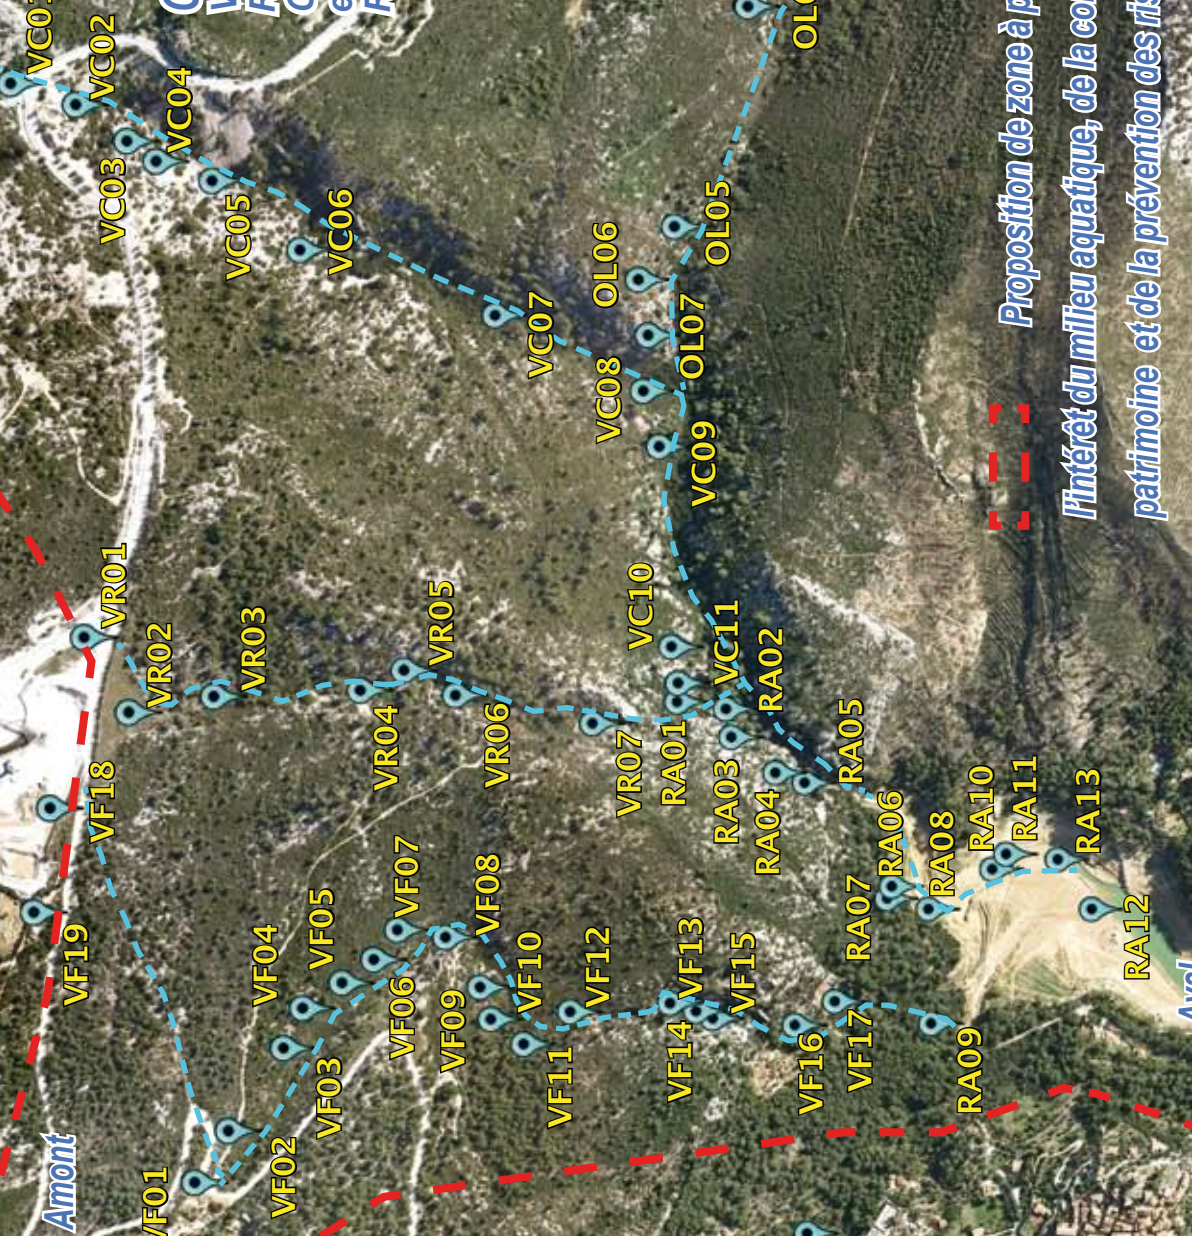 VC02
VC04
VC03
VC05
VC06
VC07
OL06
OL05
OL07
VC08
VC09
VC10
VC11
VR01
VR02
VR03
VR05
VR04
VR06
VR07
RA01
RA02
RA03
RA04
RA05
RA06
RA07
RA08
RA10
RA11
RA13
RA12
RA09
VF18
VF19
VF07
VF08
VF05
VF04
VF06
VF09
VF10
VF12
VF11
VF13
VF15
VF14
VF16
VF17
VF03
VF02
VF01
Amont
Proposition de zone à
l'intérêt du milieu aquatique, de la
patrimoine et de la prévention des